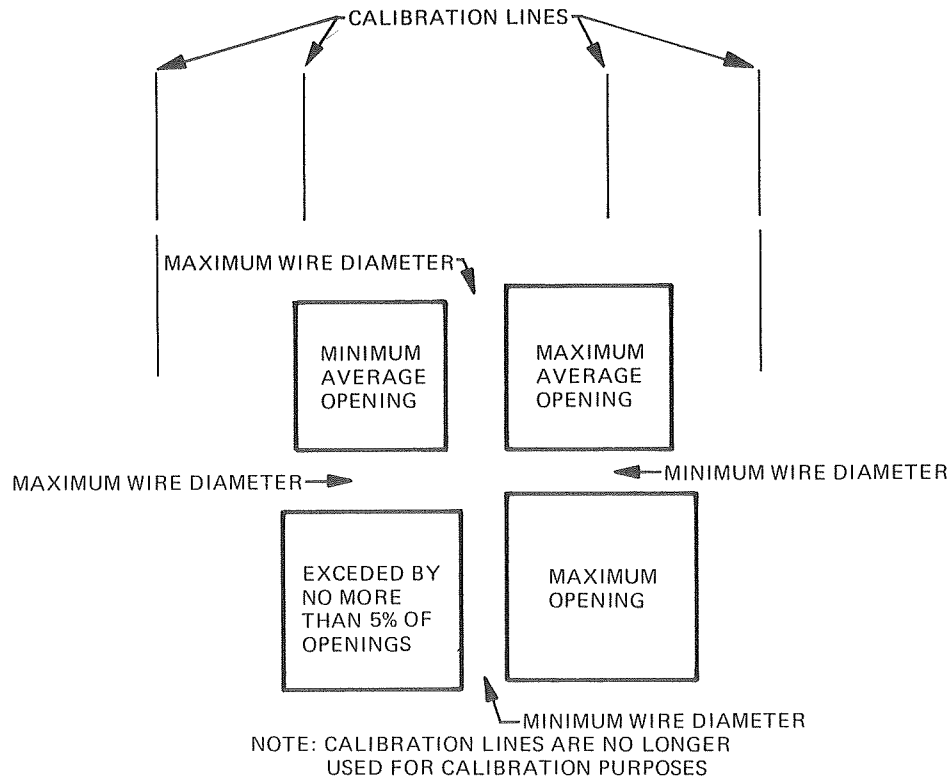 CALIBRATION LINES
MAXIMUM WIRE DIAMETER
MINIMUM
AVERAGE
OPENING
MAXIMUM
AVERAGE
OPENING
MAXIMUM WIRE DIAMETER
MINIMUM WIRE DIAMETER
EXCEDED BY
NO MORE
THAN 5% OF
OPENINGS
MAXIMUM
OPENING
MINIMUM WIRE DIAMETER
NOTE: CALIBRATION LINES ARE NO LONGER
USED FOR CALIBRATION PURPOSES